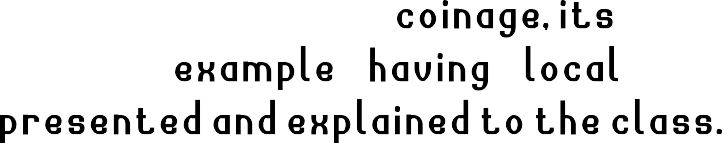 coinage, its
example having local
presented and explained to the class.